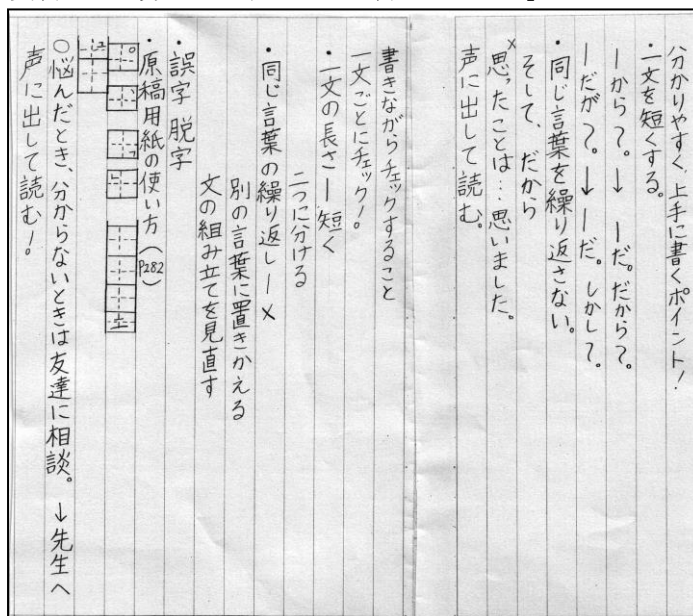 分かりやすく、上手に書くポイント!
・一文を短くする。
ーから〜。→ ーだ。だから〜。
ーだが〜。→ーだ。しかし〜。
・同じ言葉を繰り返さない。
そして、だから
×思ったことは…思いました。
声に出して読む。
書きながらチェックすること
一文ごとにチェック!
・一文の長さー短く
二つに分ける
・同じ言葉の繰り返しー×
別の言葉に置きかえる
文の組み立てを見直す
・誤字 脱字
・原稿用紙の使い方(P282)
○悩んだとき、分からないときは友達に相談。→先生へ
声に出して読む!